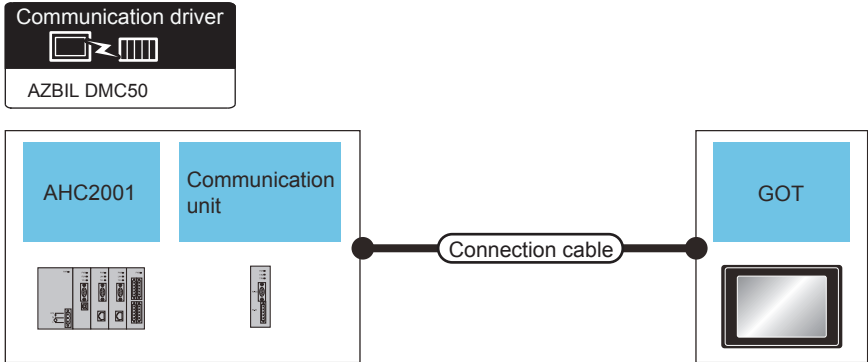 Communication driver
AZBIL DMC50
AHC2001
Communication
unit
Connection cable
GOT